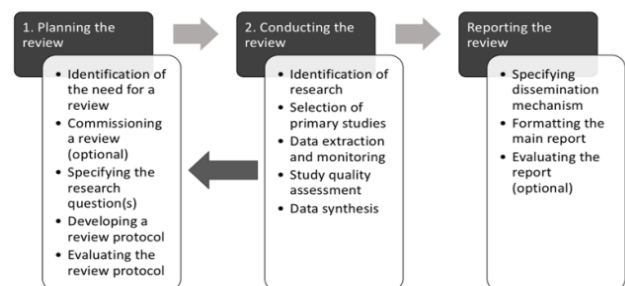 1. Planning the
review
• Identification of
the need for a
review
• Commissioning
a review
(optional)
• Specifying the
research
question(s)
• Developing a
review protocol
• Evaluating the
review protocol
2. Conducting the
review
• Identification of
research
• Selection of
primary studies
• Data extraction
and monitoring
• Study quality
assessment
• Data synthesis
Reporting the
review
• Specifying
dissemination
mechanism
• Formatting the
main report
• Evaluating the
report
(optional)